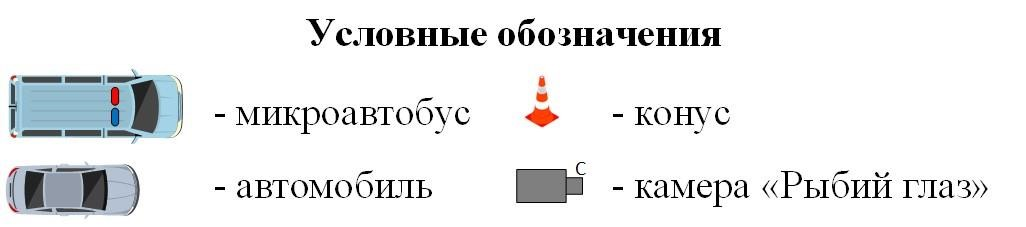 Условные обозначения
- микроавтобус
- конус
- автомобиль
С
- камера «Рыбий глаз»